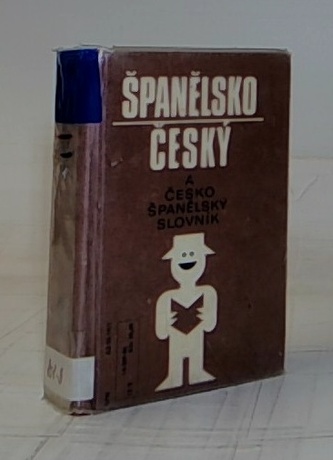 ŠPANĚLSKO
ČESKÝ
A
ČESKO
ŠPANĚLSKÝ
SLOVNÍK